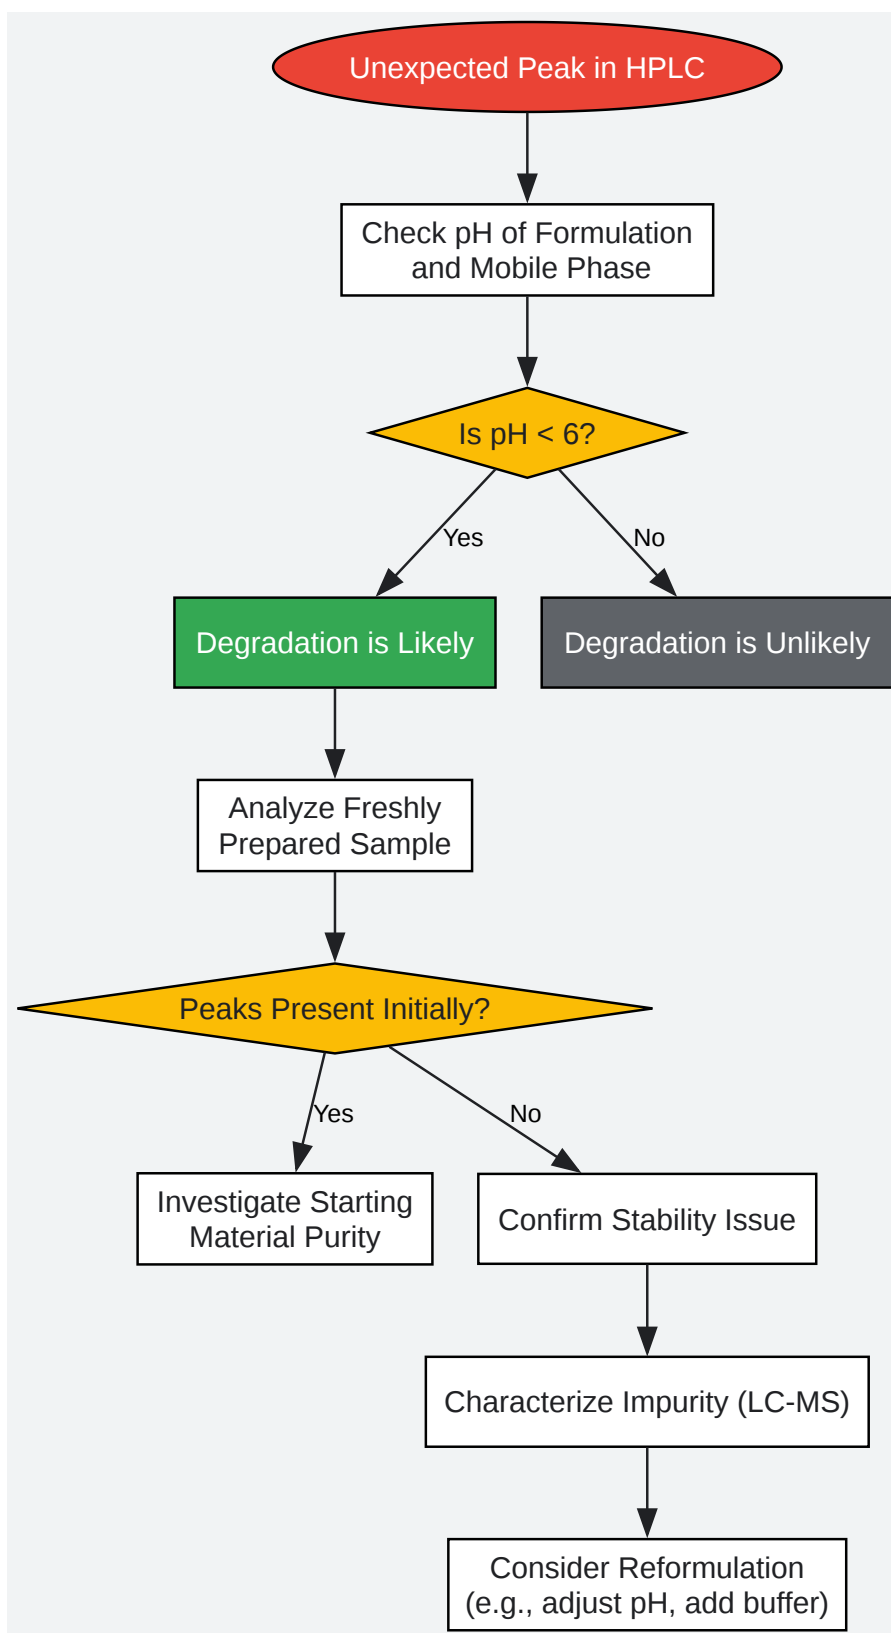 Unexpected Peak in HPLC
Check pH of Formulation
and Mobile Phase
Is pH < 6?
Yes
No
Degradation is Likely
Degradation is Unlikely
Analyze Freshly
Prepared Sample
Peaks Present Initially?
Yes
No
Investigate Starting
Material Purity
Confirm Stability Issue
Characterize Impurity (LC-MS)
Consider Reformulation
(e.g., adjust pH, add buffer)